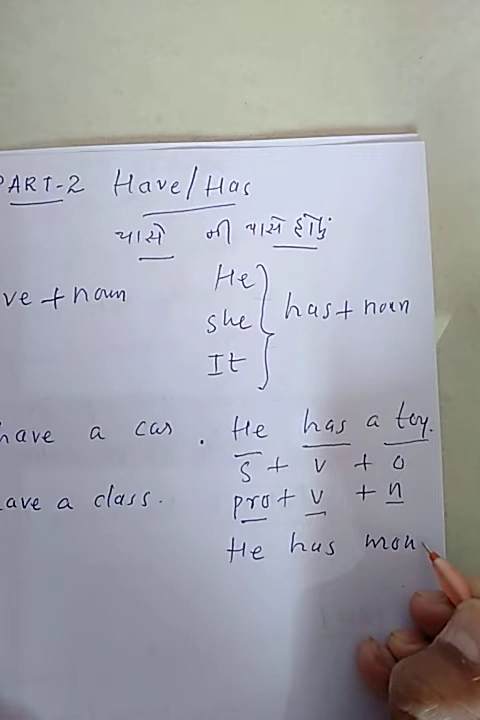 PART-2 Have/Has
પાસે ની પાસે હોવું
ve + noun
He
she
It
has + noun
have a car . He has a toy.
S + v + o
ave a class. pro + v + n
He has mon